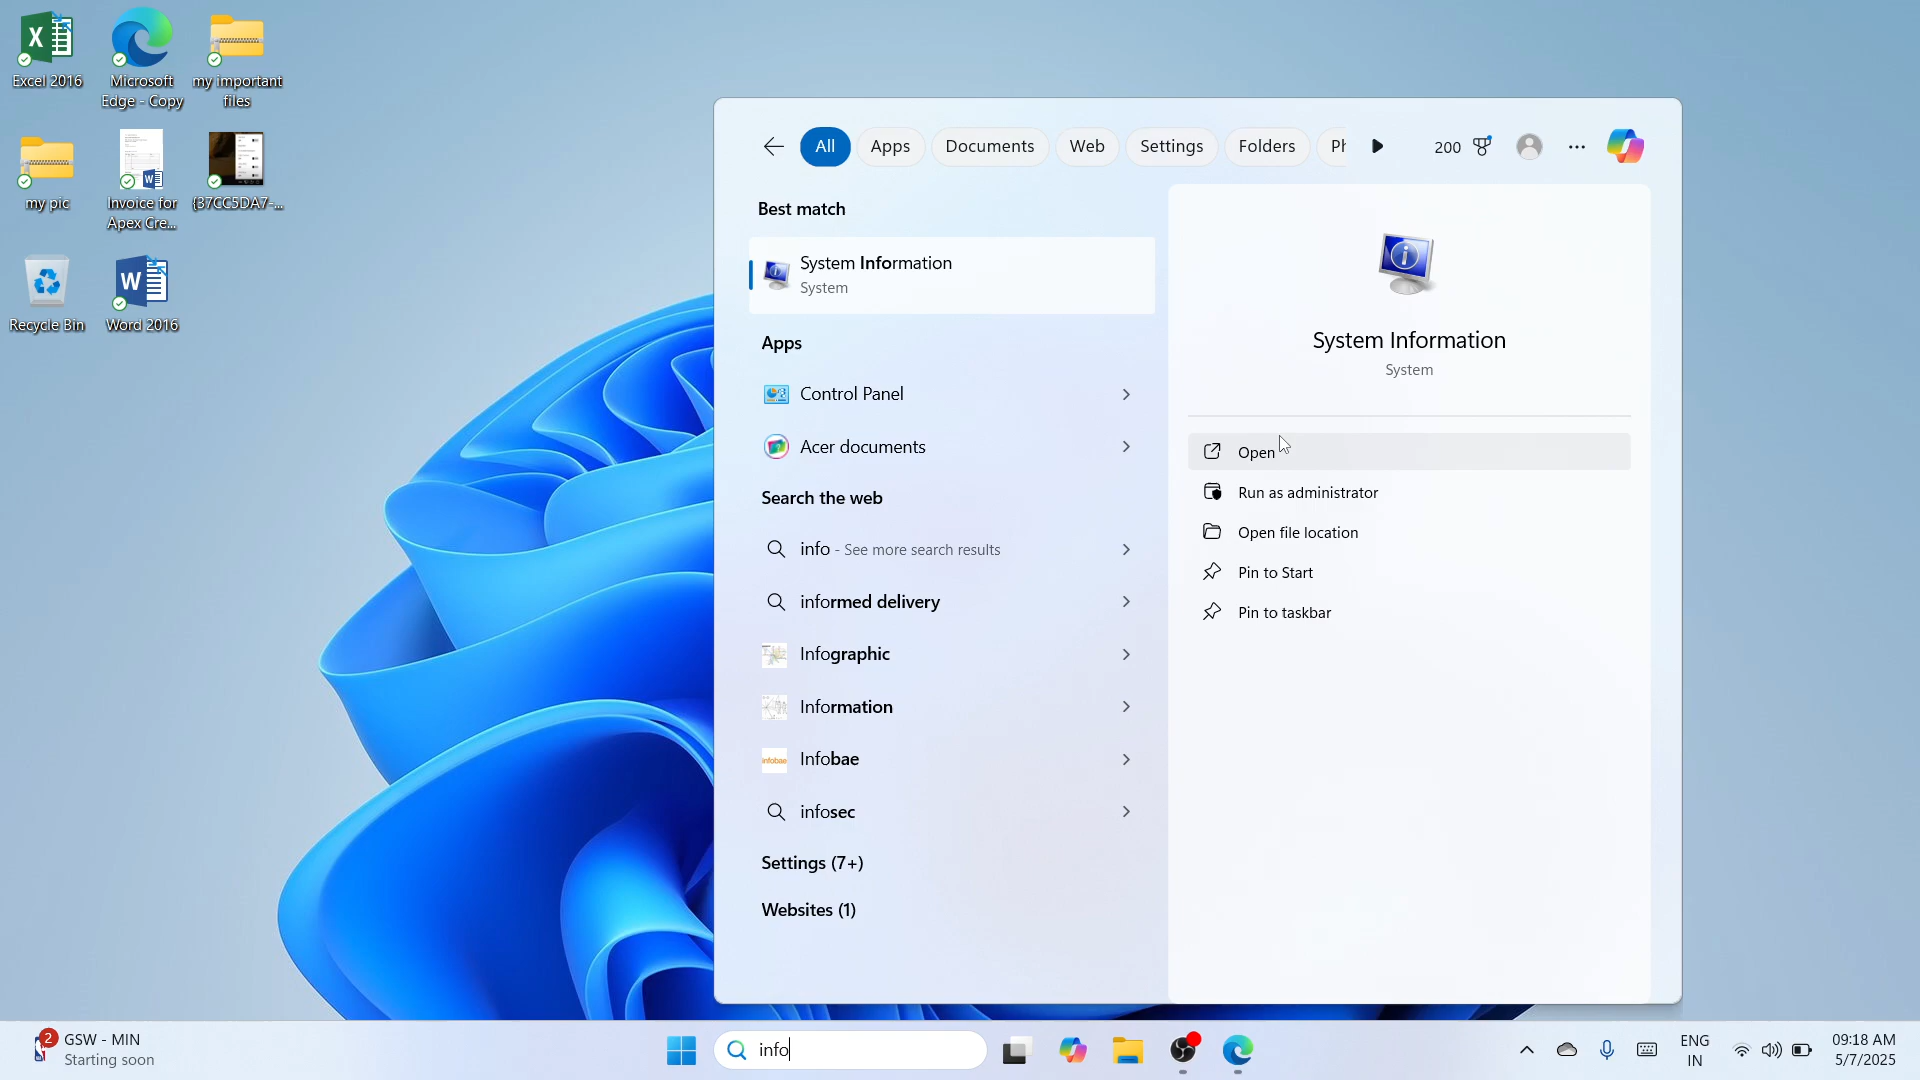 Excel 2016
Microsoft
Edge - Copy
my important
files
my pic
Invoice for
Apex Cre...
{37CC5DA7-...
Recycle Bin
Word 2016
All
Apps
Documents
Web
Settings
Folders
Ph
200
Best match
System Information
System
Apps
Control Panel
Acer documents
Search the web
info - See more search results
informed delivery
Infographic
Information
infobae
Infobae
infosec
Settings (7+)
Websites (1)
System Information
System
Open
Run as administrator
Open file location
Pin to Start
Pin to taskbar
2
GSW - MIN
Starting soon
info
ENG
IN
09:18 AM
5/7/2025